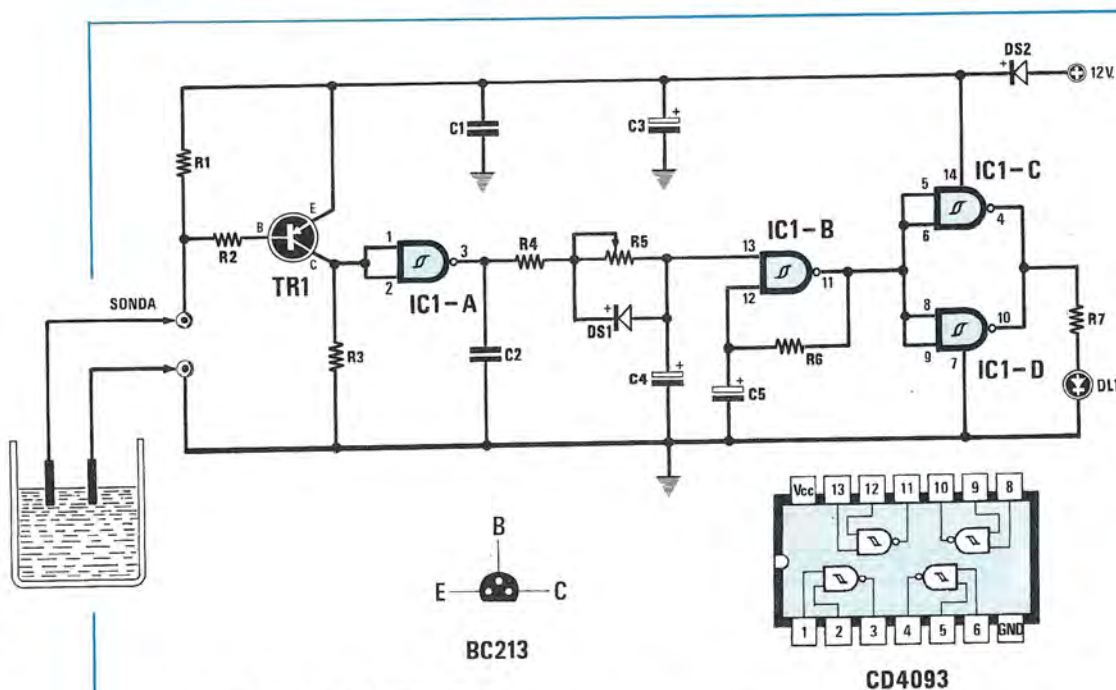 DS2
12V.
C1
C3
R1
E
B
C
R2
TR1
1
2
3
IC1-A
R4
R5
DS1
C2
C4
R3
13
12
11
IC1-B
R6
C5
14
5
6
4
IC1-C
8
9
10
7
IC1-D
R7
SONDA
B
E
C
BC213
Vcc 13 12 11 10 9 8
1 2 3 4 5 6 GND
CD4093